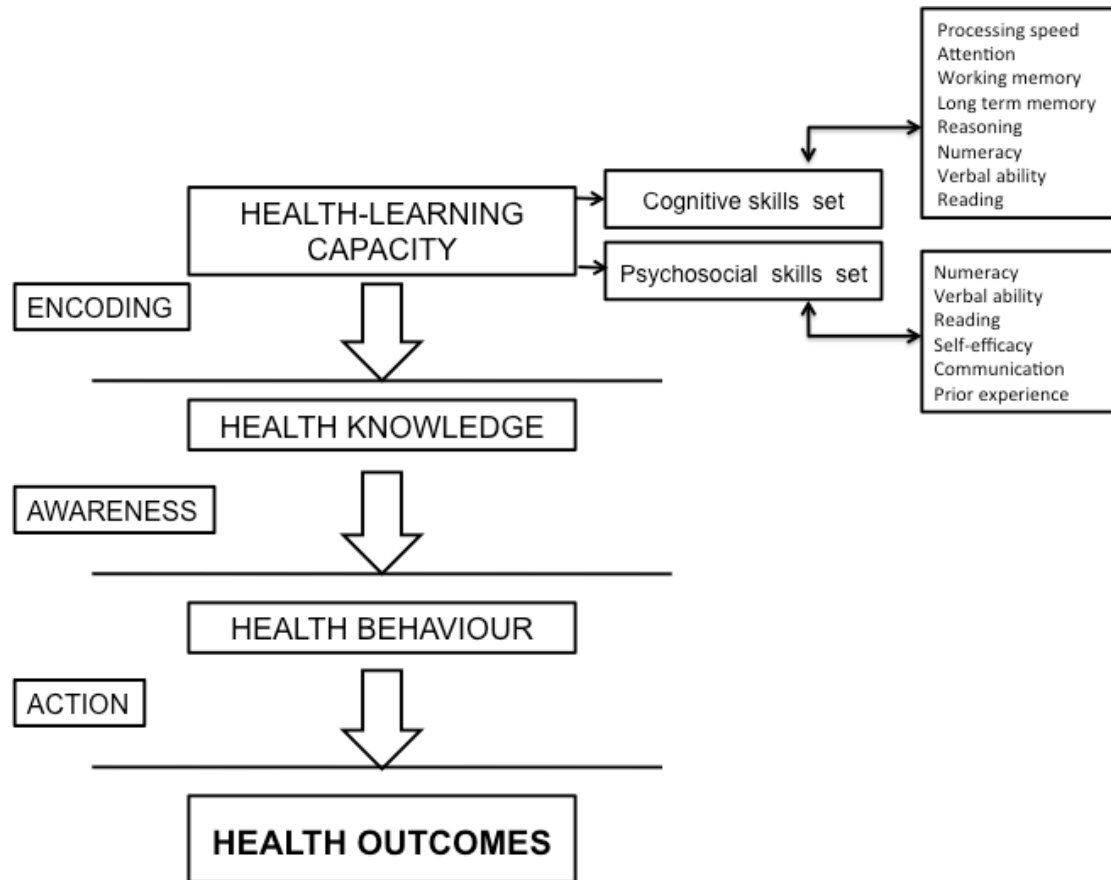 Processing speed
Attention
Working memory
Long term memory
Reasoning
Numeracy
Verbal ability
Reading
HEALTH-LEARNING
CAPACITY
Cognitive skills set
Psychosocial skills set
Numeracy
Verbal ability
Reading
Self-efficacy
Communication
Prior experience
ENCODING
HEALTH KNOWLEDGE
AWARENESS
HEALTH BEHAVIOUR
ACTION
HEALTH OUTCOMES